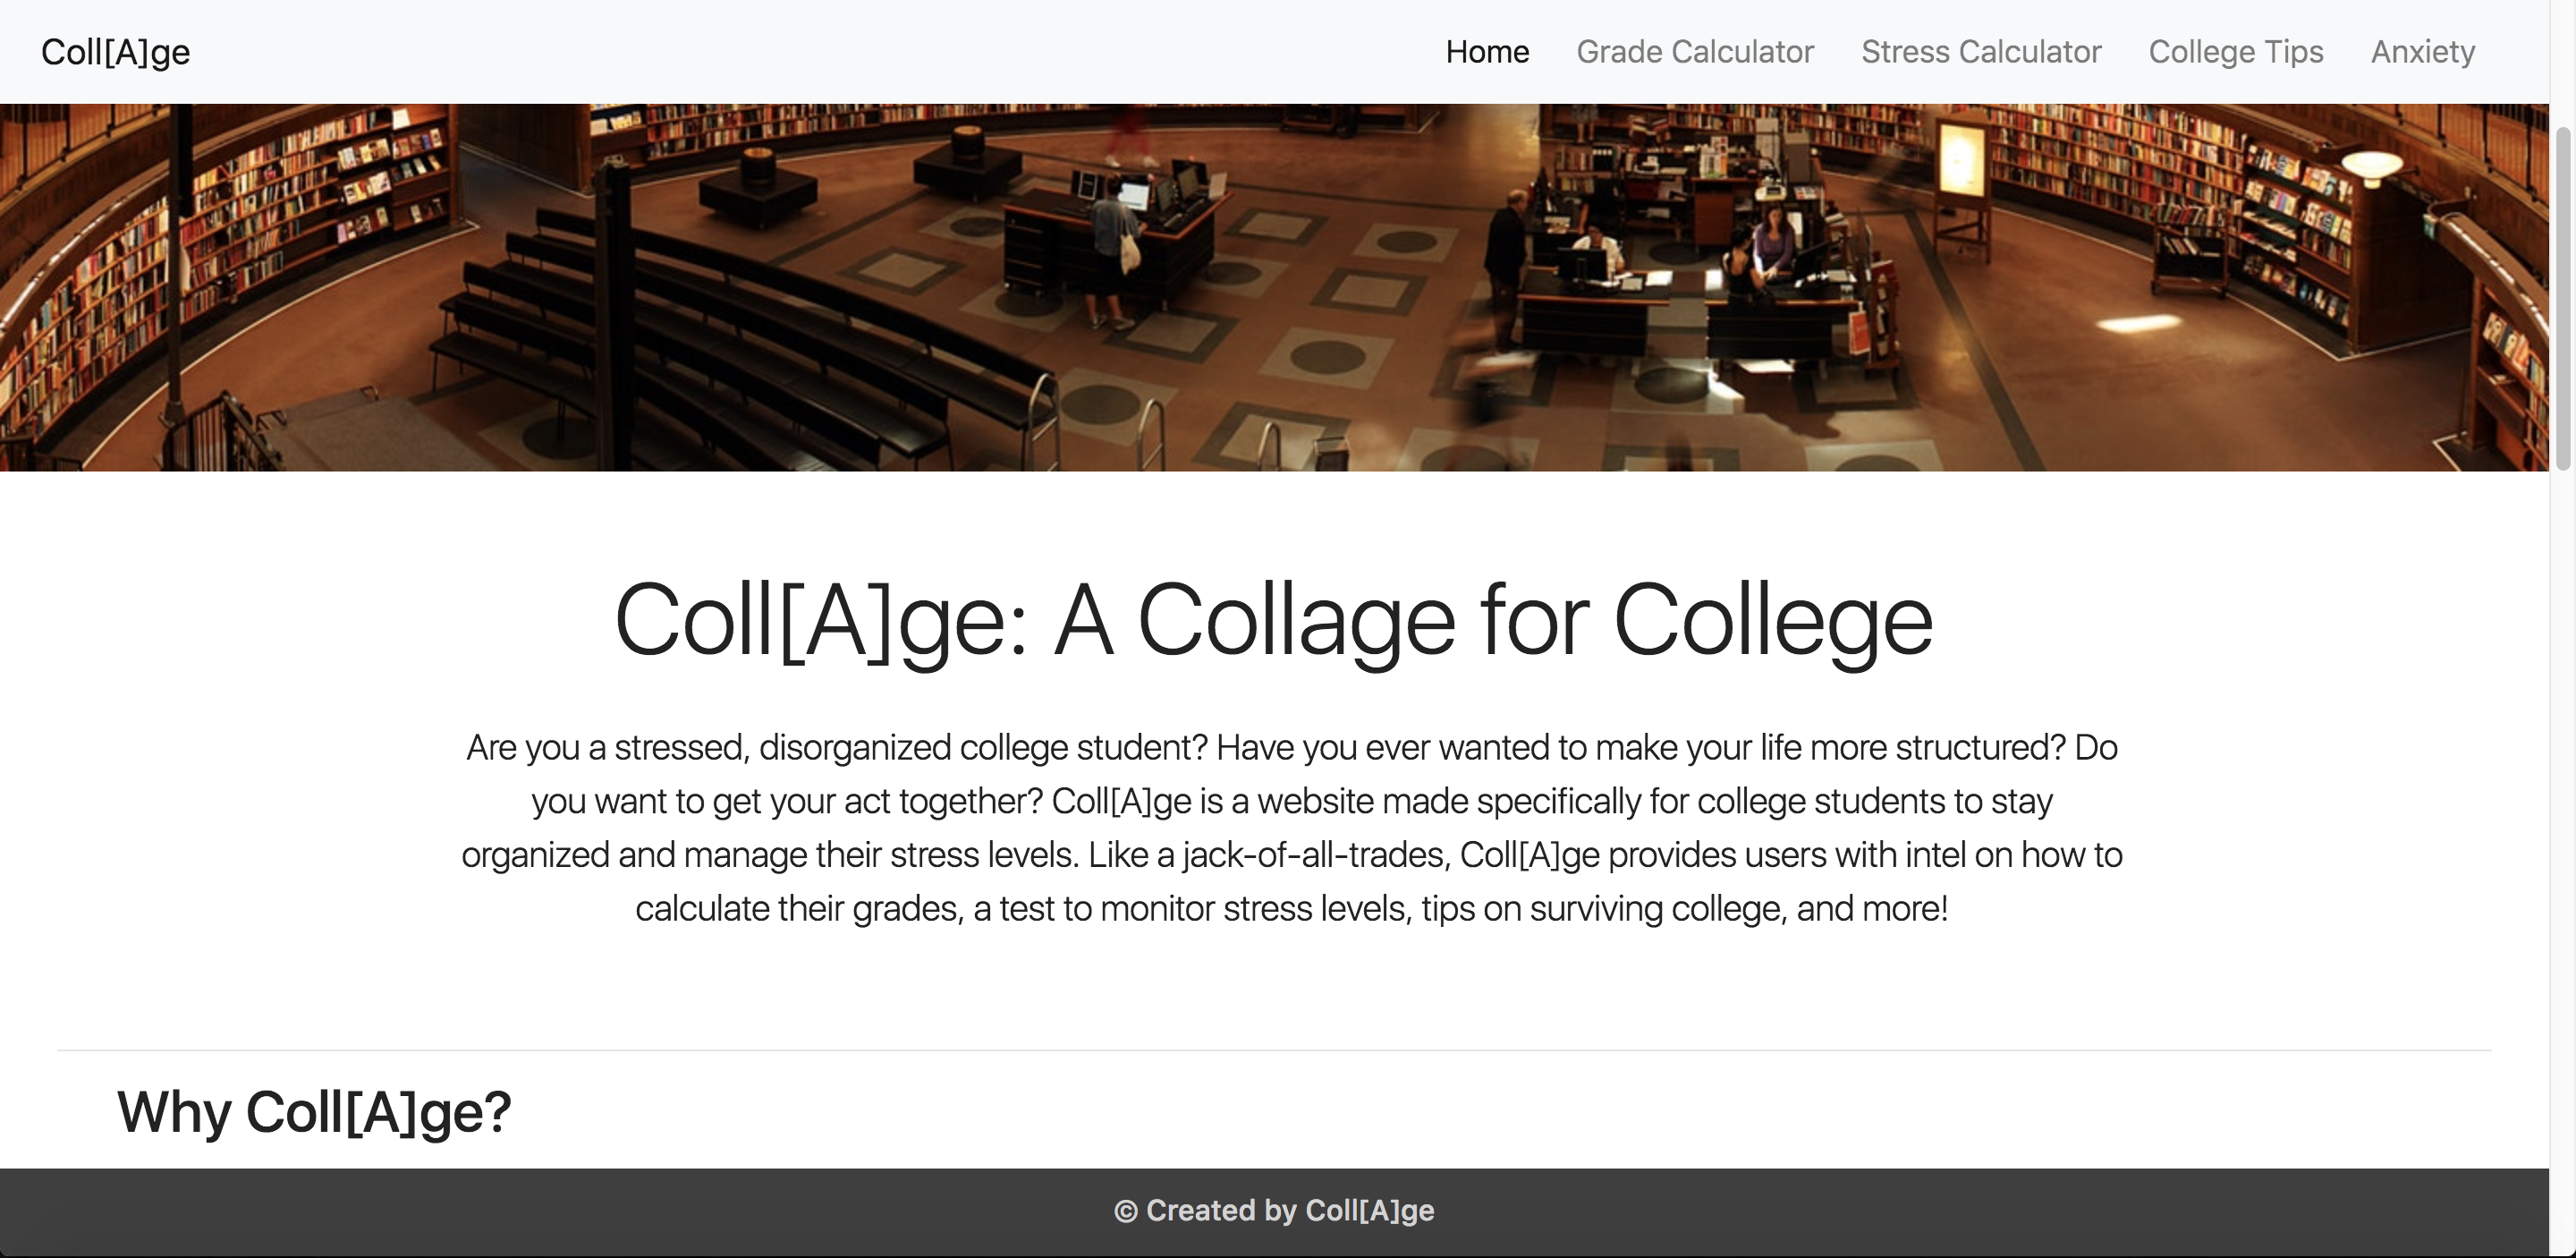 Coll[A]ge
Home Grade Calculator Stress Calculator College Tips Anxiety
Coll[A]ge: A Collage for College
Are you a stressed, disorganized college student? Have you ever wanted to make your life more structured? Do
you want to get your act together? Coll[A]ge is a website made specifically for college students to stay
organized and manage their stress levels. Like a jack-of-all-trades, Coll[A]ge provides users with intel on how to
calculate their grades, a test to monitor stress levels, tips on surviving college, and more!
Why Coll[A]ge?
© Created by Coll[A]ge